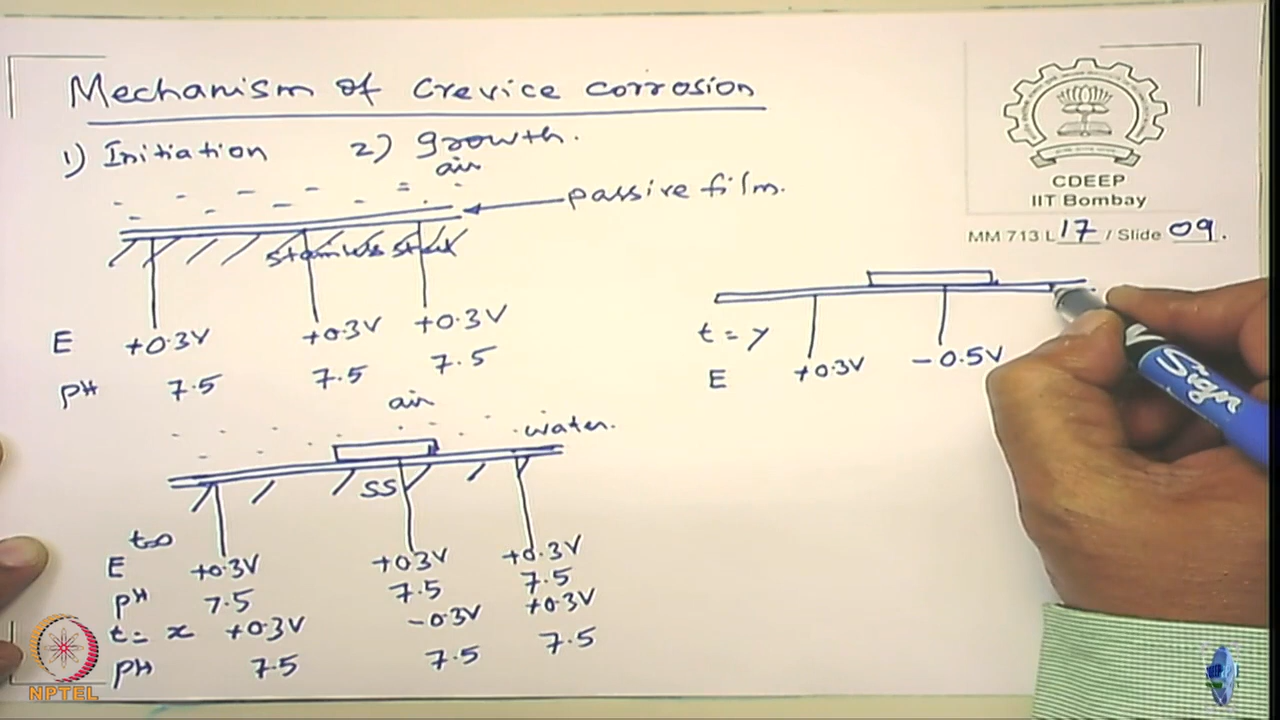 Mechanism of Crevice corrosion
1) Initiation 2) growth.
air
passive film.
stainless steel
E +0.3V +0.3V +0.3V
PH 7.5 7.5 7.5
air
water.
SS
t=0
E +0.3V +0.3V +0.3V
PH 7.5 7.5 7.5
t= x +0.3V -0.3V +0.3V
PH 7.5 7.5 7.5
CDEEP
IIT Bombay
MM 713 L 17 / Slide 09.
t = y
E +0.3V -0.5V
Sign
NPTEL